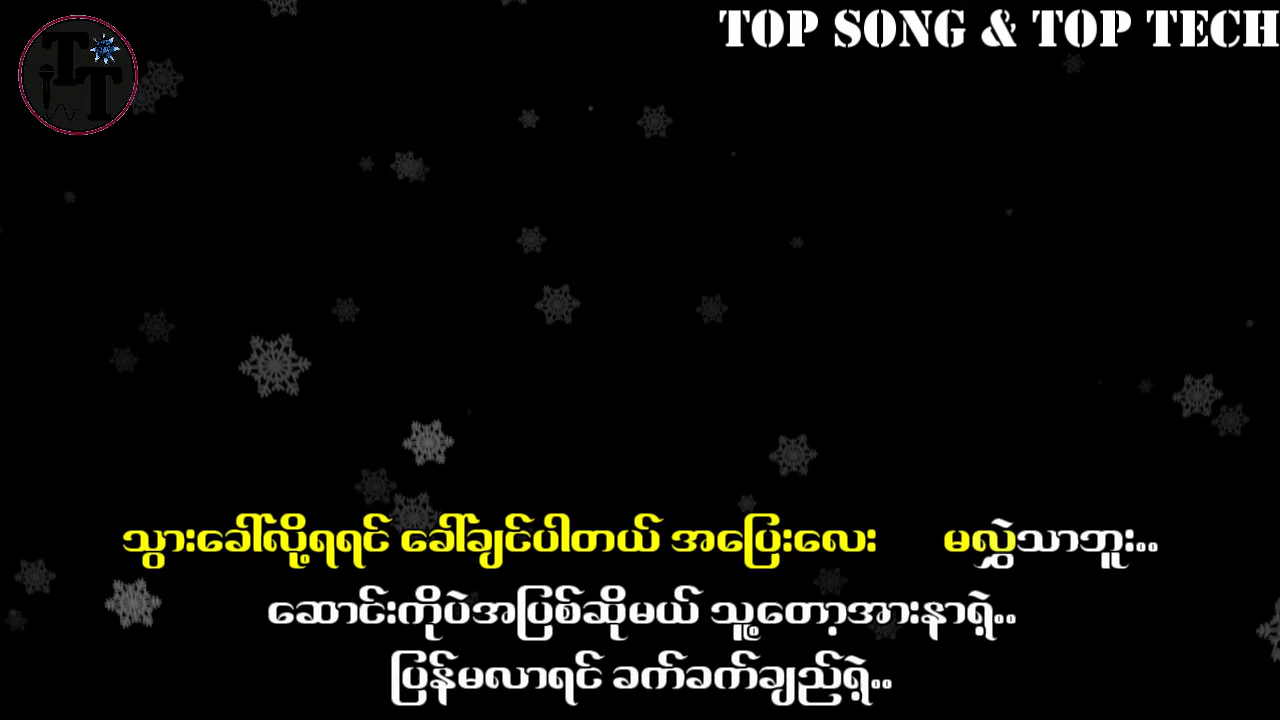 TOP SONG & TOP TECH
TT
သွားခေါ်လို့ရရင် ခေါ်ချင်ပါတယ် အပြေးလေး မလွှဲသာဘူး..
ဆောင်းကိုပဲအပြစ်ဆိုမယ် သူ့တော့အားနာရဲ့..
ပြန်မလာရင် ခက်ခက်ချည်ရဲ့..